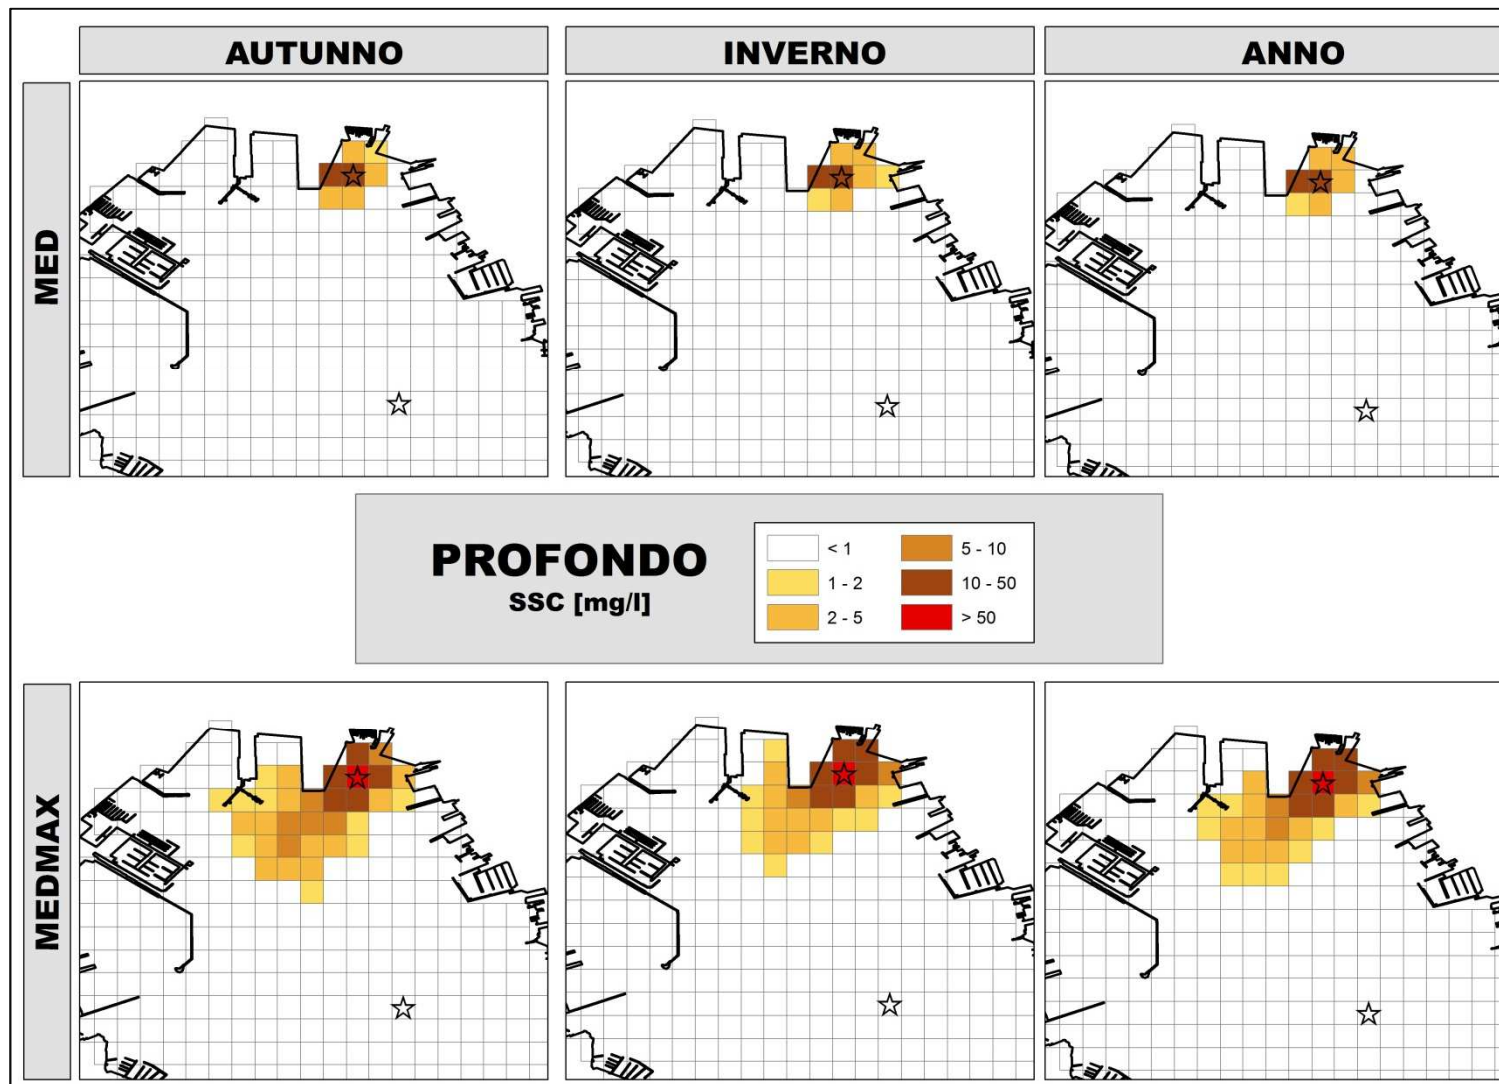 AUTUNNO
INVERNO
ANNO
MED
PROFONDO
SSC [mg/l]
< 1
5 - 10
1 - 2
10 - 50
2 - 5
> 50
MEDMAX